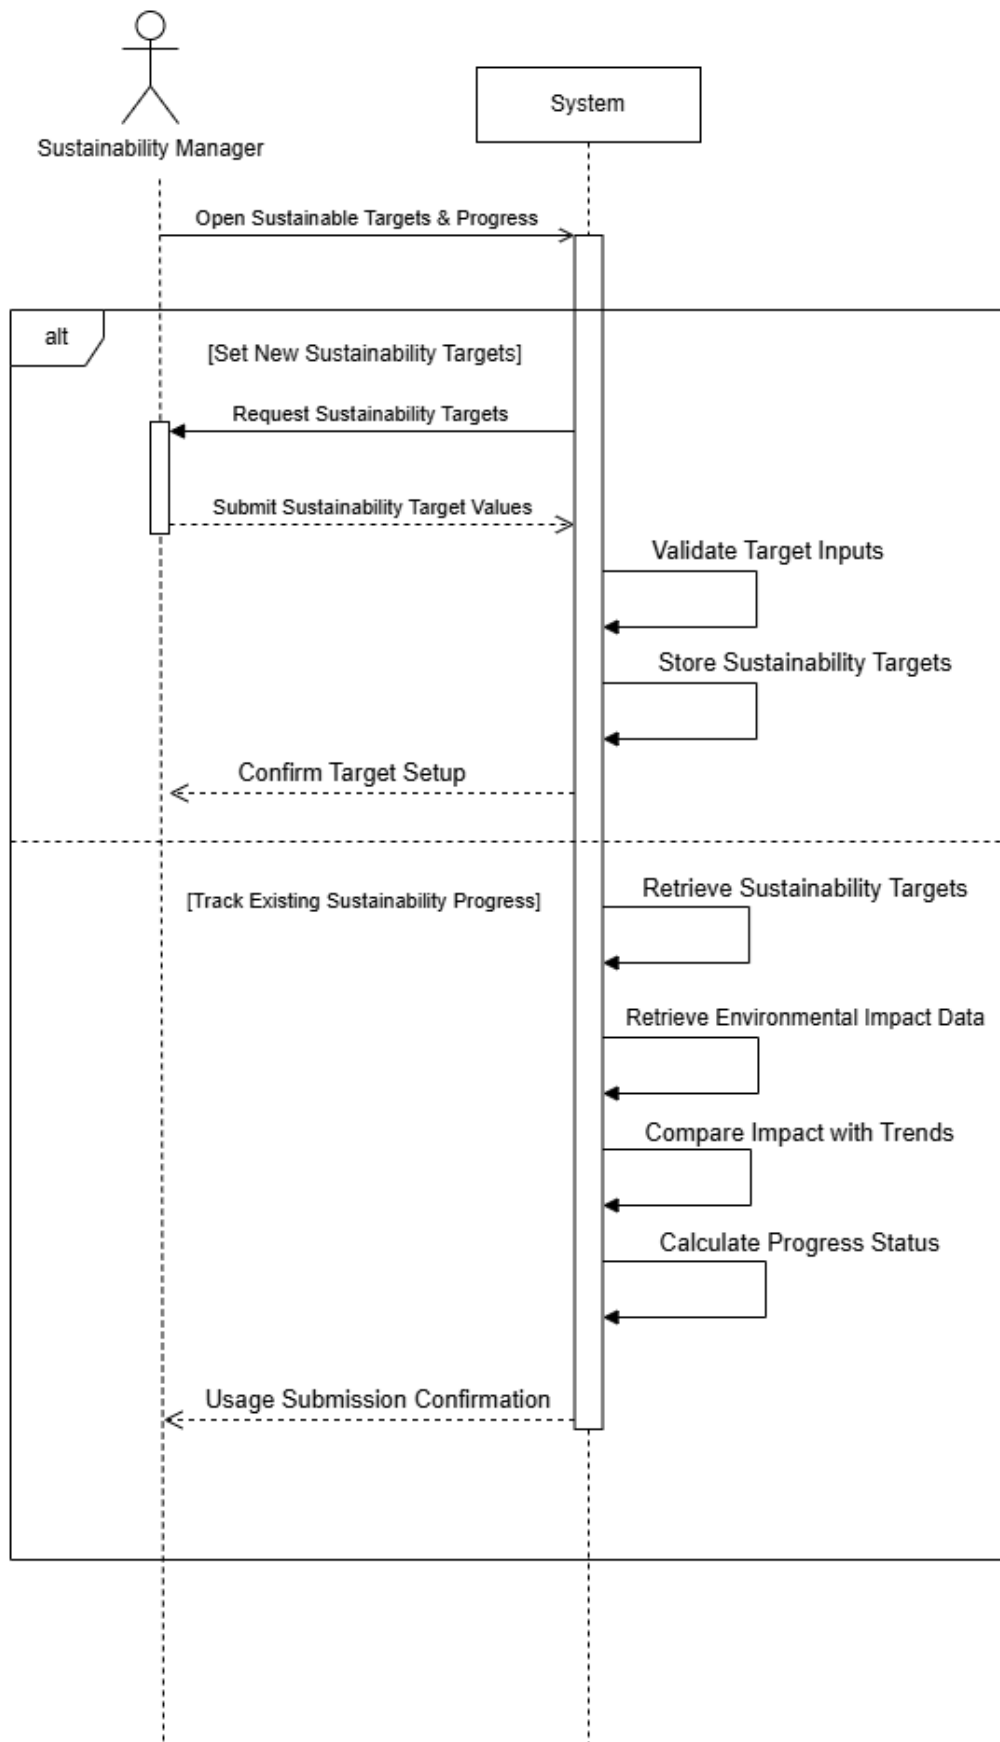 System
Sustainability Manager
Open Sustainable Targets & Progress
alt
[Set New Sustainability Targets]
Request Sustainability Targets
Submit Sustainability Target Values
Validate Target Inputs
Store Sustainability Targets
Confirm Target Setup
Retrieve Sustainability Targets
[Track Existing Sustainability Progress]
Retrieve Environmental Impact Data
Compare Impact with Trends
Calculate Progress Status
Usage Submission Confirmation